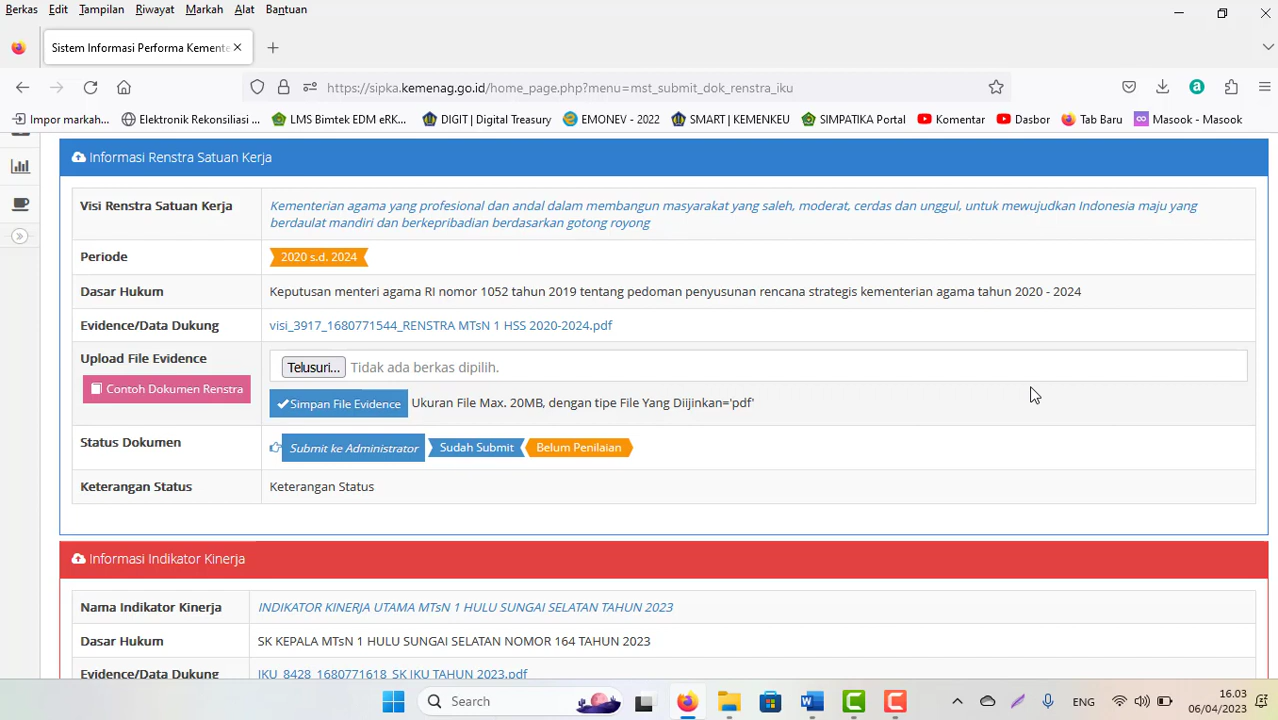 Berkas Edit Tampilan Riwayat Markah Alat Bantuan
Sistem Informasi Performa Kemente
https://sipka.kemenag.go.id/home_page.php?menu=mst_submit_dok_renstra_iku
Impor markah... Elektronik Rekonsiliasi ... LMS Bimtek EDM eRK... DIGIT | Digital Treasury EMONEV - 2022 SMART | KEMENKEU SIMPATIKA Portal Komentar Dasbor Tab Baru Masook - Masook
Informasi Renstra Satuan Kerja
Visi Renstra Satuan Kerja Kementerian agama yang profesional dan andal dalam membangun masyarakat yang saleh, moderat, cerdas dan unggul, untuk mewujudkan Indonesia maju yang
berdaulat mandiri dan berkepribadian berdasarkan gotong royong
Periode 2020 s.d. 2024
Dasar Hukum Keputusan menteri agama RI nomor 1052 tahun 2019 tentang pedoman penyusunan rencana strategis kementerian agama tahun 2020 - 2024
Evidence/Data Dukung visi_3917_1680771544_RENSTRA MTsN 1 HSS 2020-2024.pdf
Upload File Evidence Telusuri... Tidak ada berkas dipilih.
Contoh Dokumen Renstra Simpan File Evidence Ukuran File Max. 20MB, dengan tipe File Yang Diijinkan='pdf'
Status Dokumen Submit ke Administrator Sudah Submit Belum Penilaian
Keterangan Status Keterangan Status
Informasi Indikator Kinerja
Nama Indikator Kinerja INDIKATOR KINERJA UTAMA MTsN 1 HULU SUNGAI SELATAN TAHUN 2023
Dasar Hukum SK KEPALA MTsN 1 HULU SUNGAI SELATAN NOMOR 164 TAHUN 2023
Evidence/Data Dukung IKU_8428_1680771618_SK IKU TAHUN 2023.pdf
Search ENG 16.03
06/04/2023